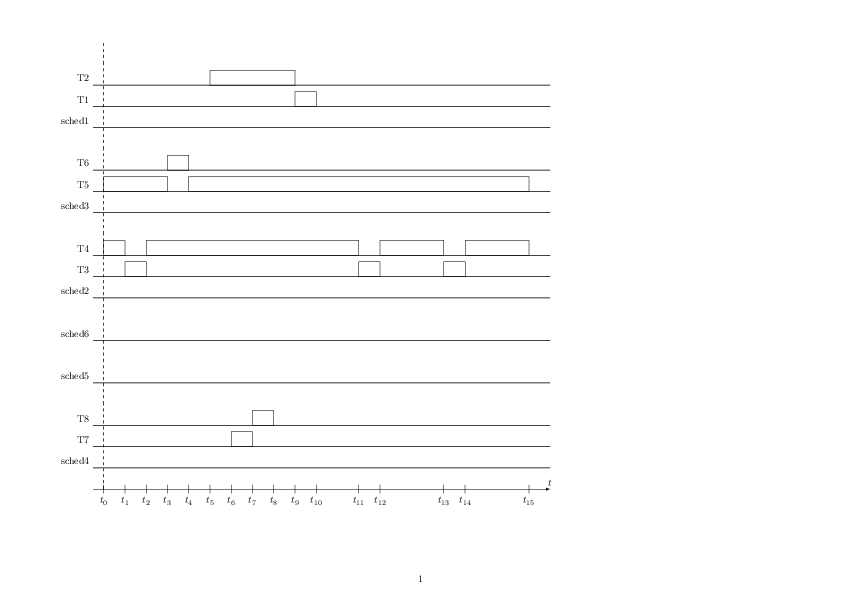 T2
T1
sched1
T6
T5
sched3
T4
T3
sched2
sched6
sched5
T8
T7
sched4
t
t0 t1 t2 t3 t4 t5 t6 t7 t8 t9 t10 t11 t12 t13 t14 t15
1